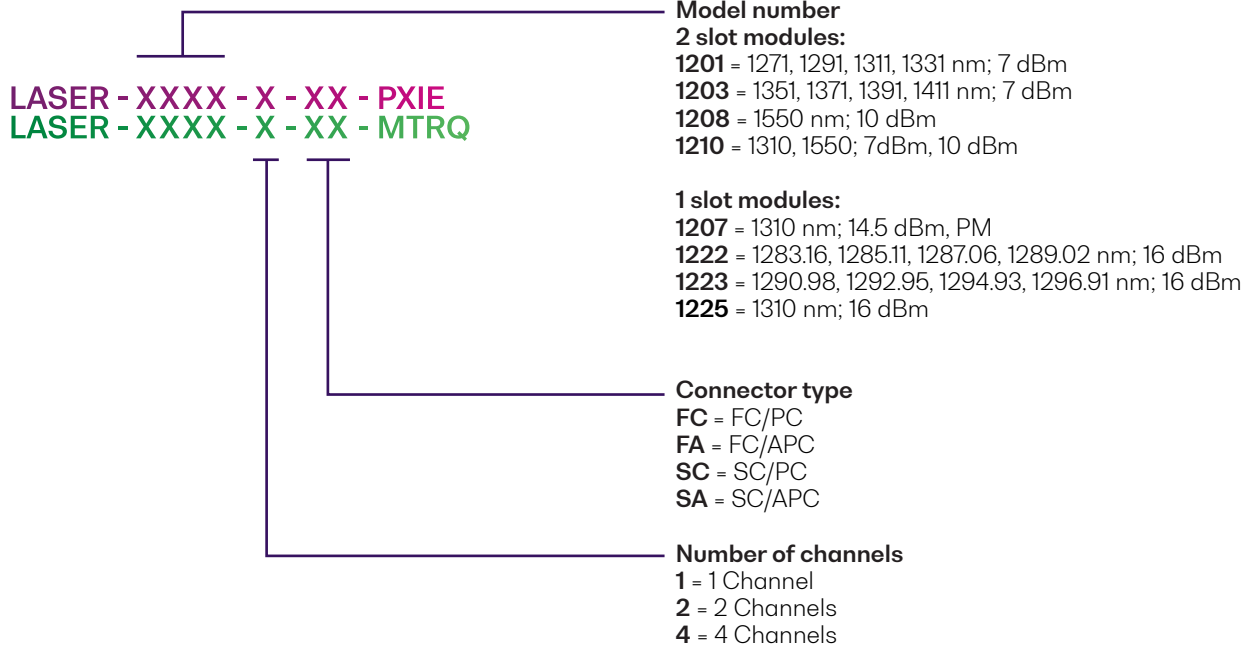 LASER - XXXX - X - XX - PXIE
LASER - XXXX - X - XX - MTRQ
Model number
2 slot modules:
1201 = 1271, 1291, 1311, 1331 nm; 7 dBm
1203 = 1351, 1371, 1391, 1411 nm; 7 dBm
1208 = 1550 nm; 10 dBm
1210 = 1310, 1550; 7dBm, 10 dBm
1 slot modules:
1207 = 1310 nm; 14.5 dBm, PM
1222 = 1283.16, 1285.11, 1287.06, 1289.02 nm; 16 dBm
1223 = 1290.98, 1292.95, 1294.93, 1296.91 nm; 16 dBm
1225 = 1310 nm; 16 dBm
Connector type
FC = FC/PC
FA = FC/APC
SC = SC/PC
SA = SC/APC
Number of channels
1 = 1 Channel
2 = 2 Channels
4 = 4 Channels